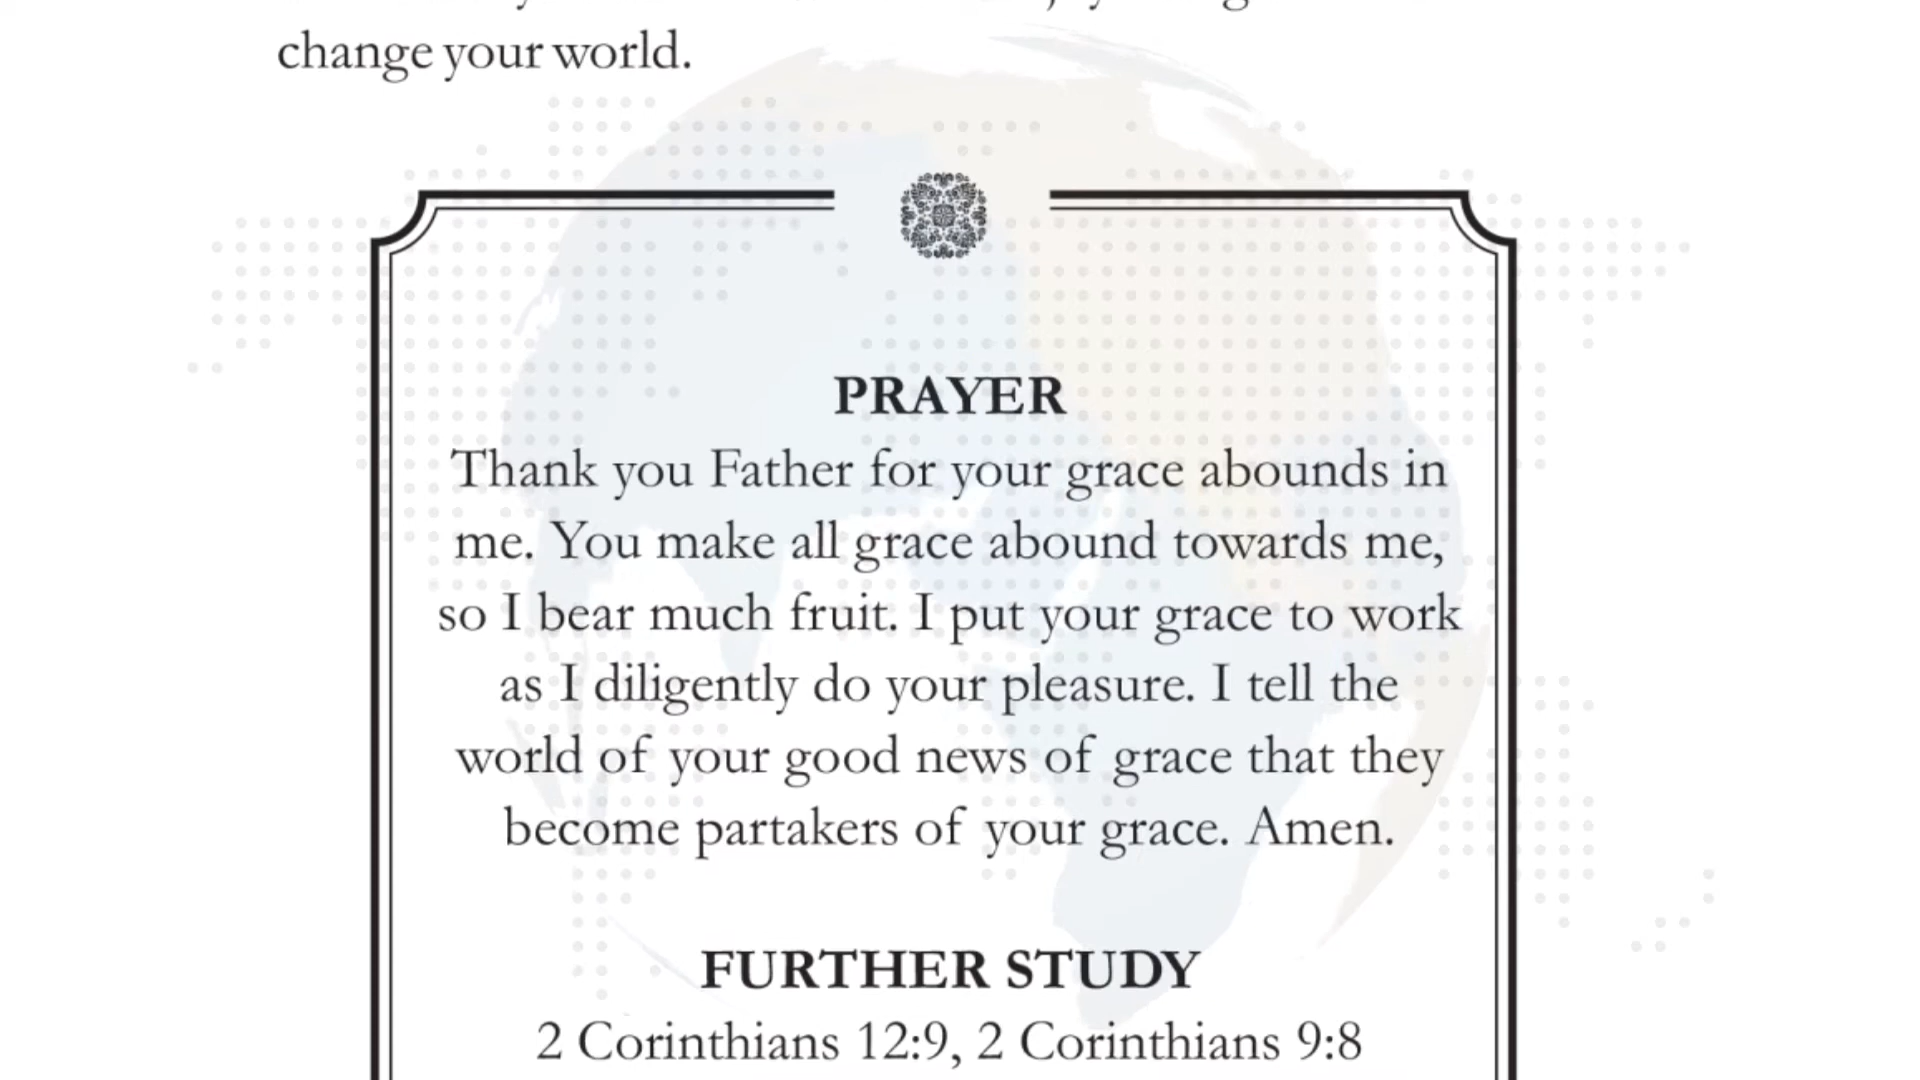 change your world.
PRAYER
Thank you Father for your grace abounds in
me. You make all grace abound towards me,
so I bear much fruit. I put your grace to work
as I diligently do your pleasure. I tell the
world of your good news of grace that they
become partakers of your grace. Amen.
FURTHER STUDY
2 Corinthians 12:9, 2 Corinthians 9:8